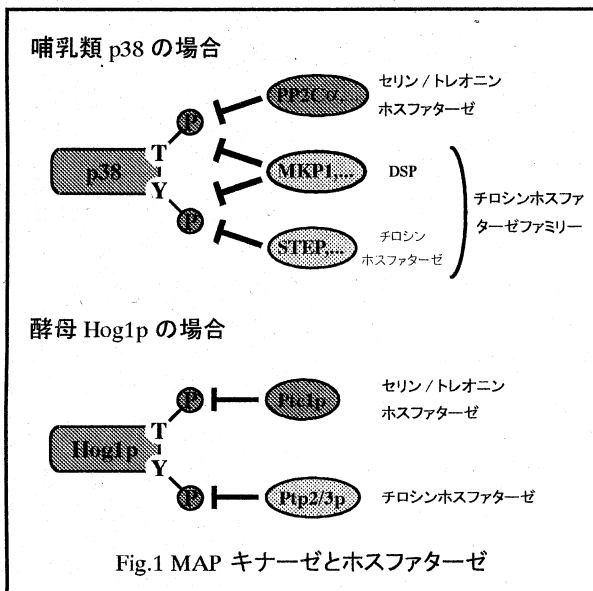 哺乳類 p38 の場合
PP2Cα,
セリン / トレオニン
ホスファターゼ
P
T
p38
MKP1,...
DSP
Y
チロシンホスファ
ターゼファミリー
P
STEP,...
チロシン
ホスファターゼ
酵母 Hog1p の場合
P
Ptc1p
セリン / トレオニン
ホスファターゼ
T
Hog1p
Y
P
Ptp2/3p
チロシンホスファターゼ
Fig.1 MAP キナーゼとホスファターゼ